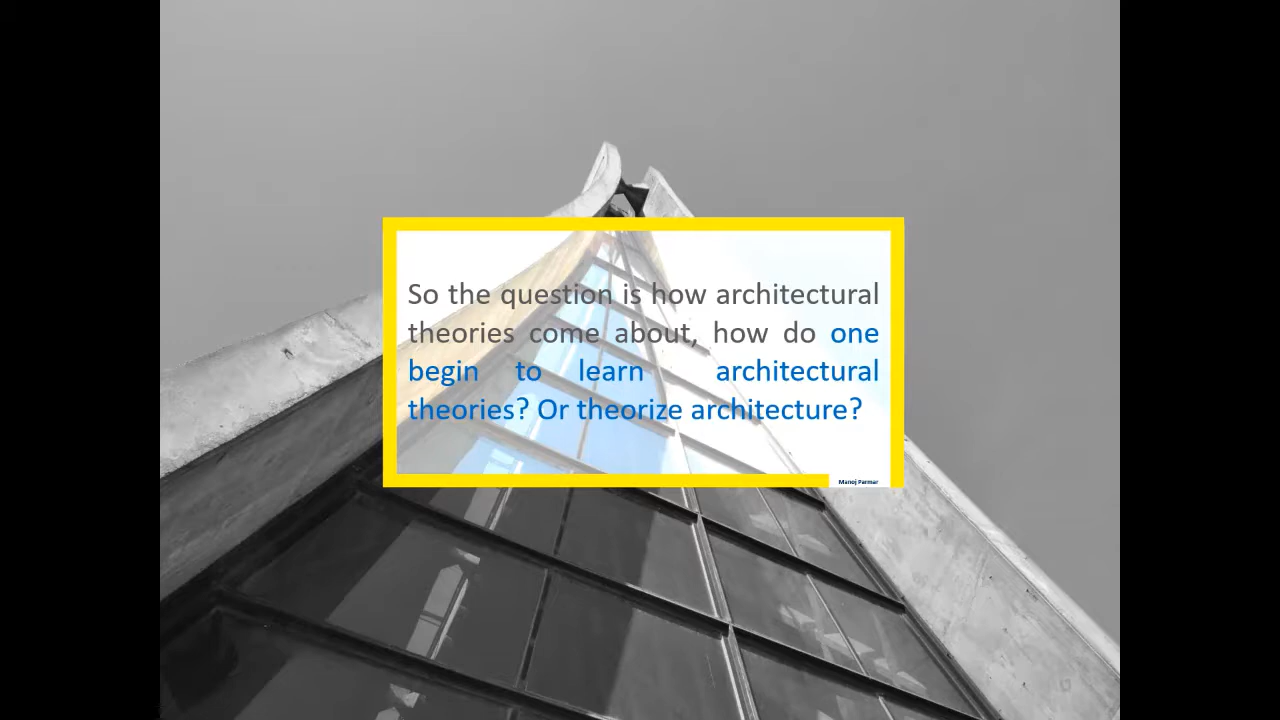 So the question is how architectural
theories come about, how do one
begin to learn architectural
theories? Or theorize architecture?
Manoj Parmar